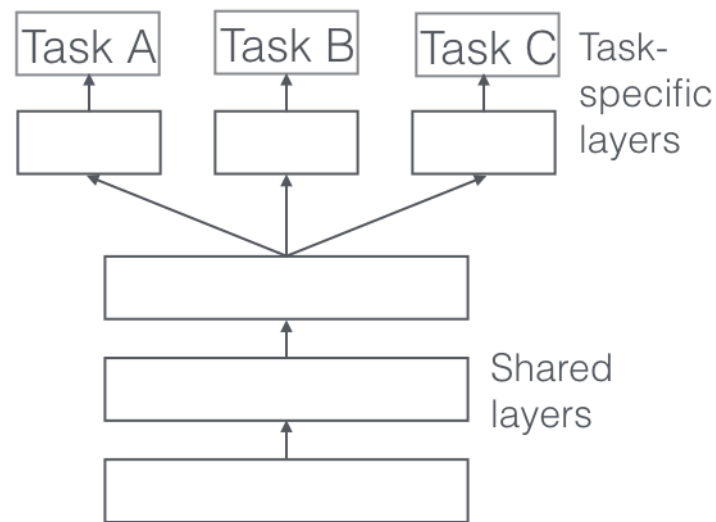 Task A
Task B
Task C
Task-
specific
layers
Shared
layers